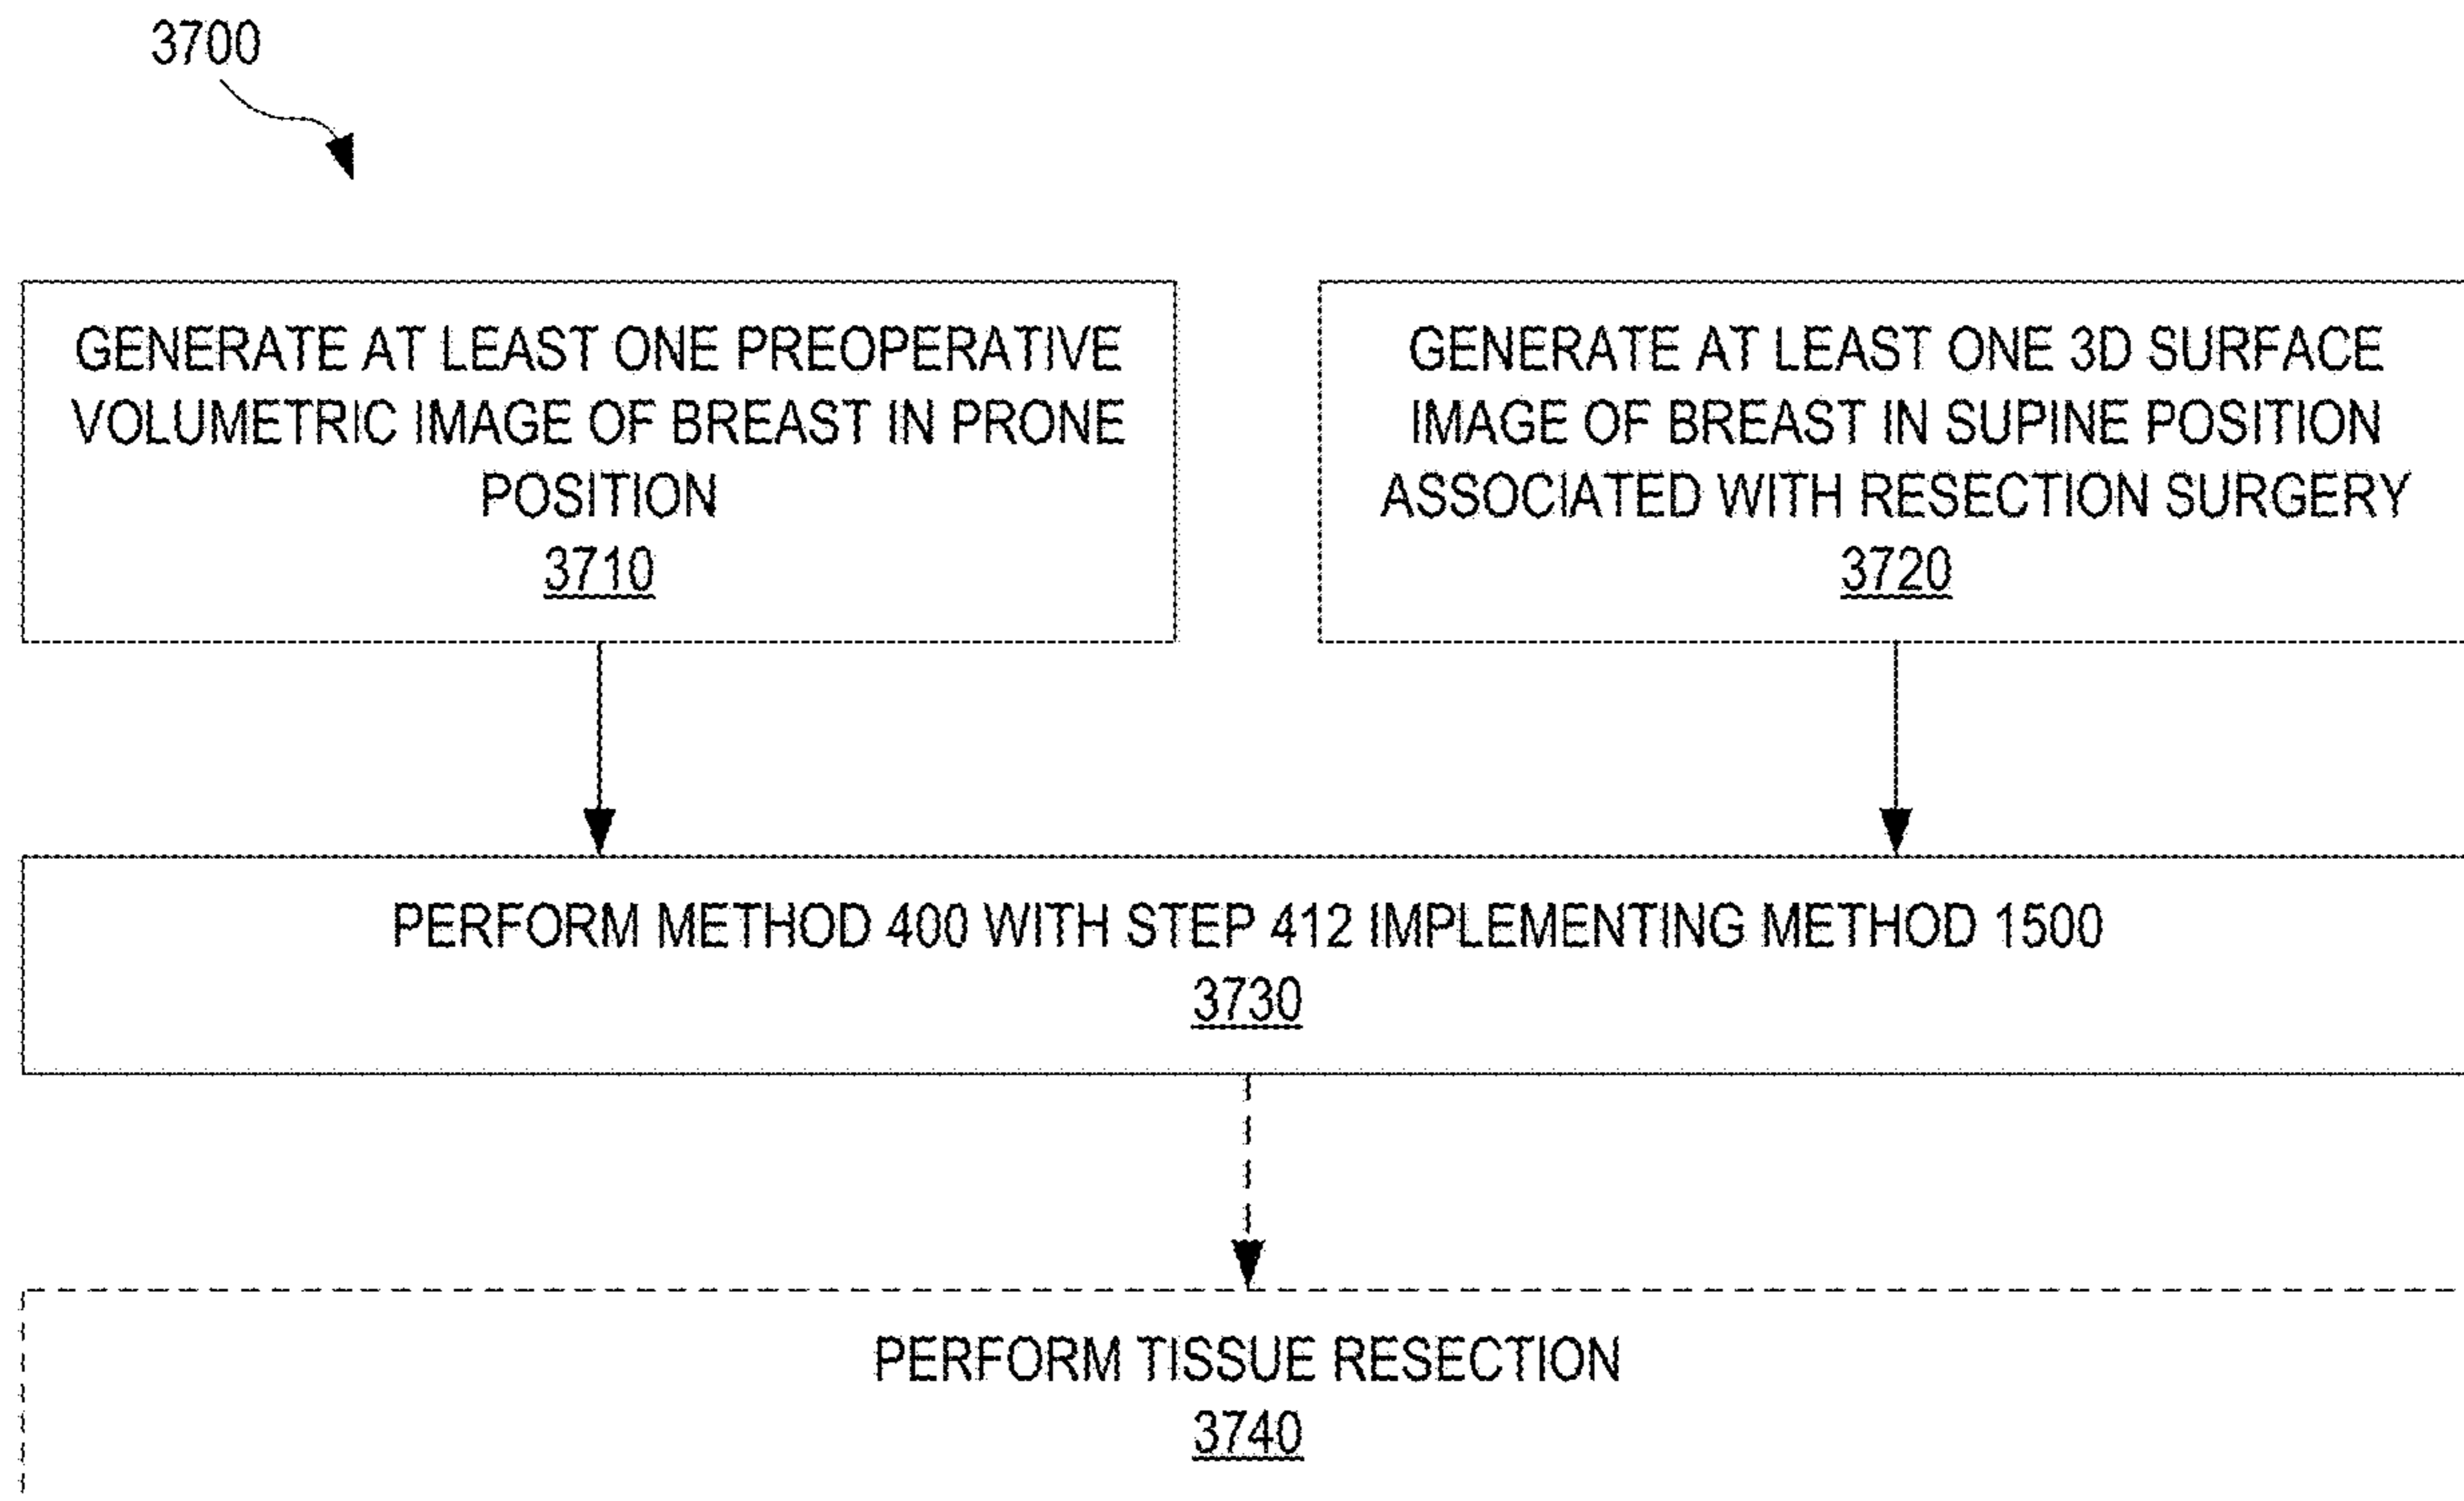 3700
GENERATE AT LEAST ONE PREOPERATIVE
VOLUMETRIC IMAGE OF BREAST IN PRONE
POSITION
3710
GENERATE AT LEAST ONE 3D SURFACE
IMAGE OF BREAST IN SUPINE POSITION
ASSOCIATED WITH RESECTION SURGERY
3720
PERFORM METHOD 400 WITH STEP 412 IMPLEMENTING METHOD 1500
3730
PERFORM TISSUE RESECTION
3740